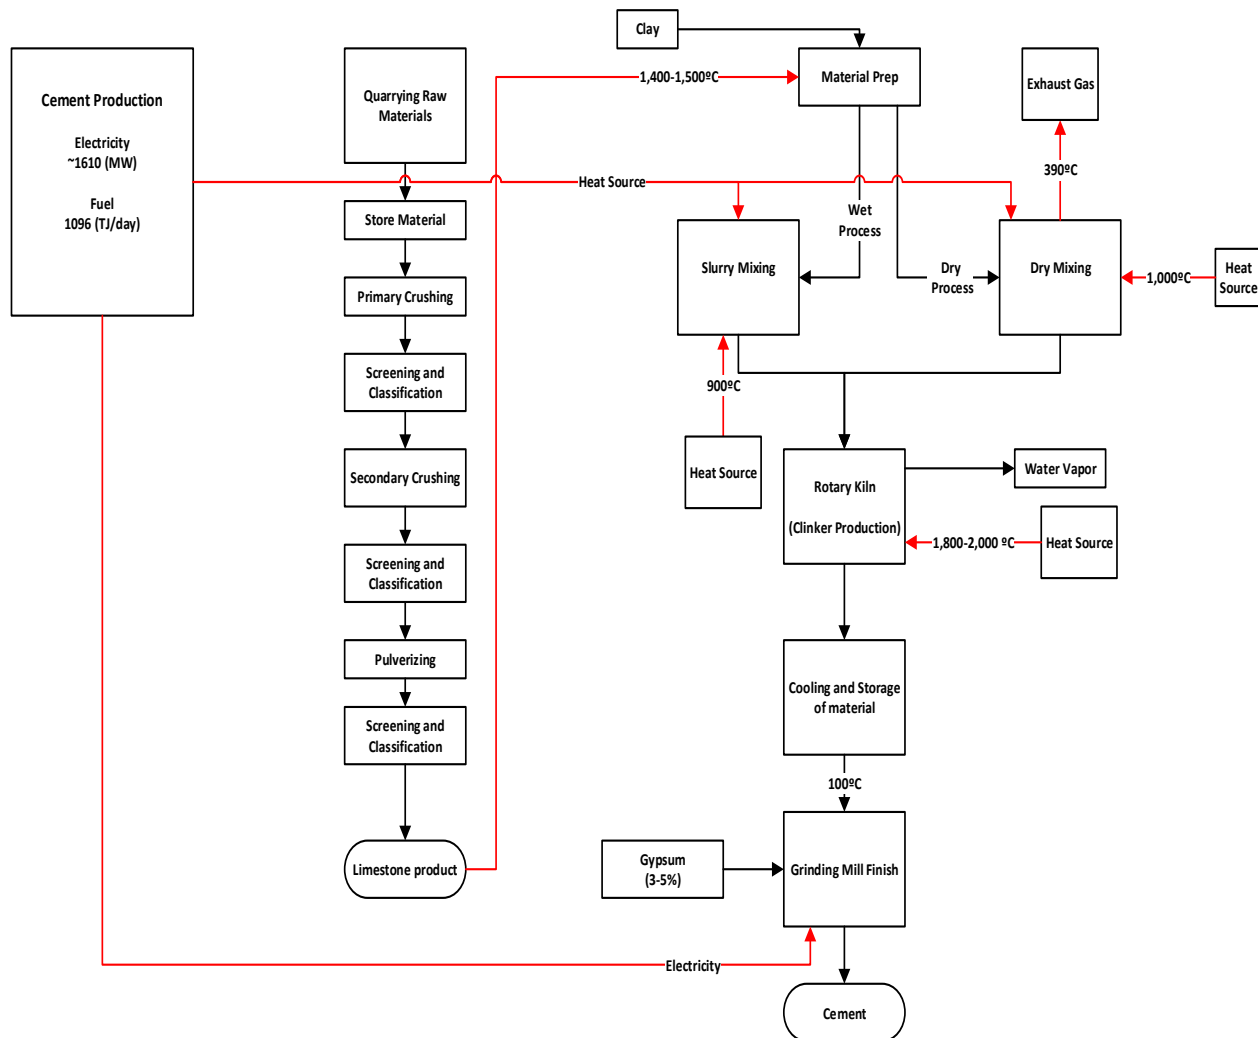 Cement Production
Electricity
~1610 (MW)
Fuel
1096 (TJ/day)
Quarrying Raw
Materials
Store Material
Primary Crushing
Screening and
Classification
Secondary Crushing
Screening and
Classification
Pulverizing
Screening and
Classification
Limestone product
1,400-1,500ºC
Clay
Material Prep
Exhaust Gas
390ºC
Heat Source
Wet
Process
Dry
Process
Slurry Mixing
Dry Mixing
1,000ºC
Heat
Source
900ºC
Heat Source
Rotary Kiln
(Clinker Production)
Water Vapor
1,800-2,000 ºC
Heat Source
Cooling and Storage
of material
100ºC
Gypsum
(3-5%)
Grinding Mill Finish
Electricity
Cement